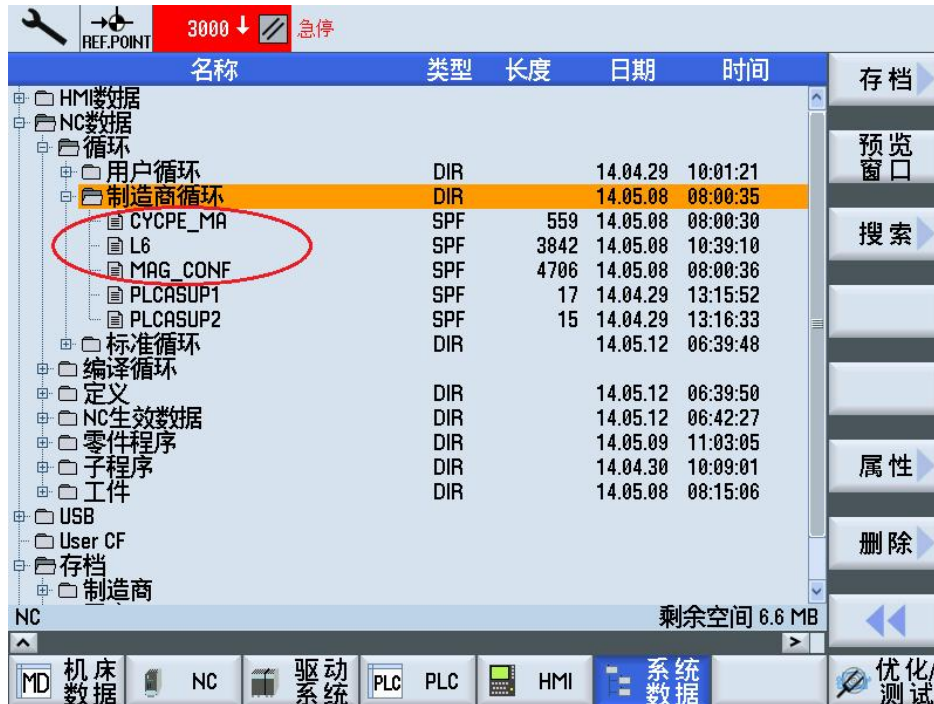 REF.POINT 3000 急停
名称 类型 长度 日期 时间
HMI数据
NC数据
循环
用户循环 DIR 14.04.29 10:01:21
制造商循环 DIR 14.05.08 08:00:35
CYCPE_MA SPF 559 14.05.08 08:00:30
L6 SPF 3842 14.05.08 10:39:10
MAG_CONF SPF 4706 14.05.08 08:00:36
PLCASUP1 SPF 17 14.04.29 13:15:52
PLCASUP2 SPF 15 14.04.29 13:16:33
标准循环 DIR 14.05.12 06:39:48
编译循环
定义 DIR 14.05.12 06:39:50
NC生效数据 DIR 14.05.12 06:42:27
零件程序 DIR 14.05.09 11:03:05
子程序 DIR 14.04.30 10:09:01
工件 DIR 14.05.08 08:15:06
USB
User CF
存档
制造商
NC 剩余空间 6.6 MB
存档
预览
窗口
搜索
属性
删除
MD 机床
数据
NC
驱动
系统
PLC PLC
HMI
系统
数据
优化/
测试